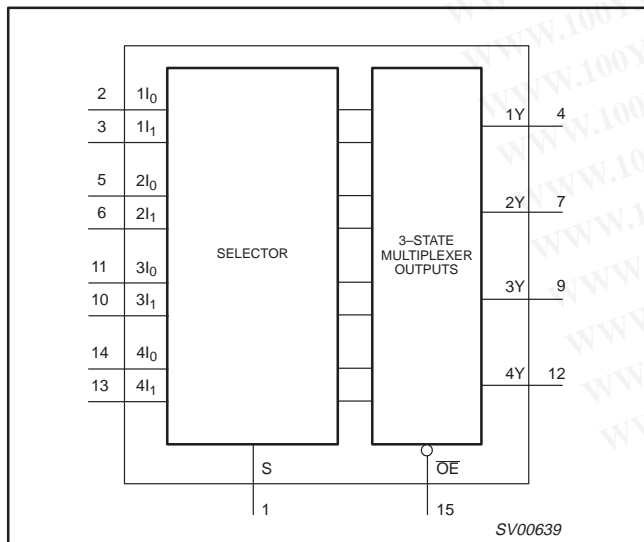 2 1I0
3 1I1
5 2I0
6 2I1
11 3I0
10 3I1
14 4I0
13 4I1
SELECTOR
3–STATE
MULTIPLEXER
OUTPUTS
1Y 4
2Y 7
3Y 9
4Y 12
S
OE
1
15
SV00639